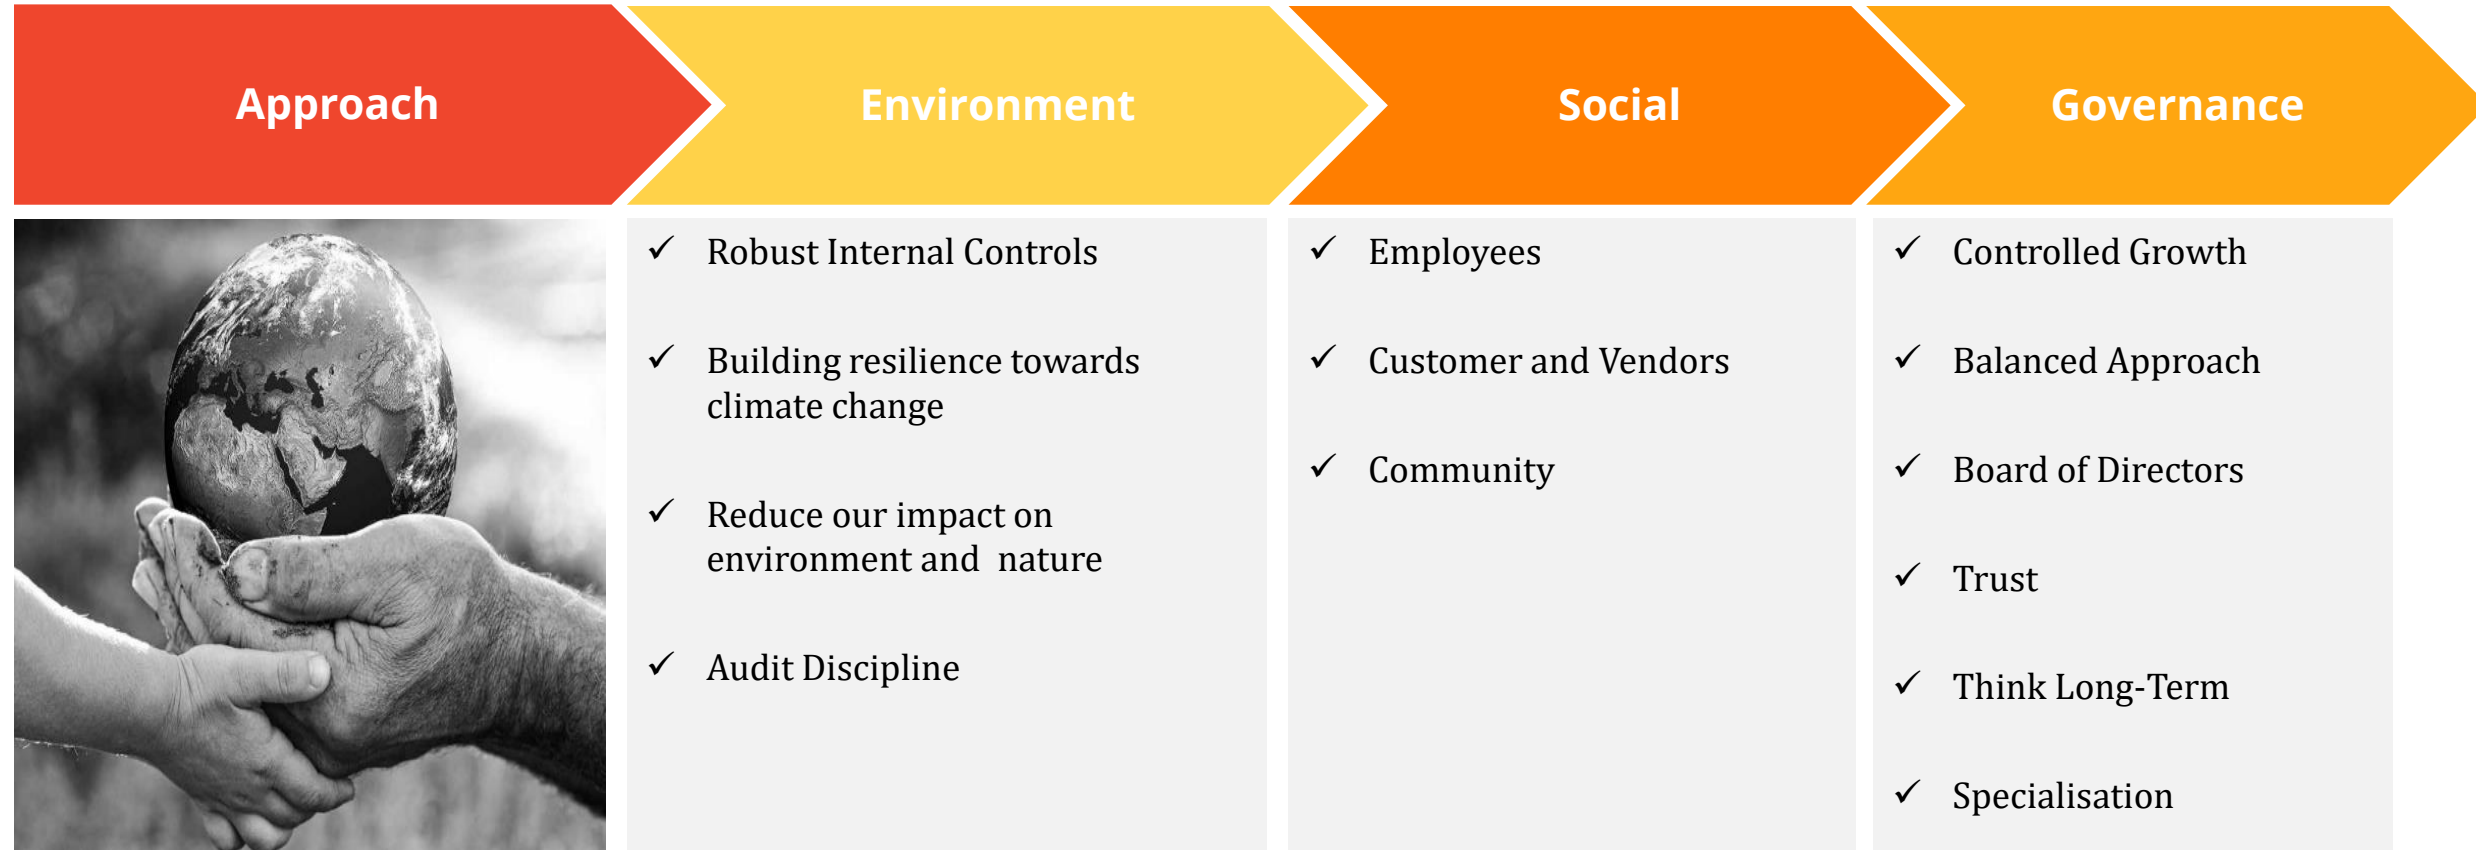 Approach
Environment
Social
Governance
✓ Robust Internal Controls
✓ Building resilience towards
climate change
✓ Reduce our impact on
environment and  nature
✓ Audit Discipline
✓ Employees
✓ Customer and Vendors
✓ Community
✓ Controlled Growth
✓ Balanced Approach
✓ Board of Directors
✓ Trust
✓ Think Long-Term
✓ Specialisation